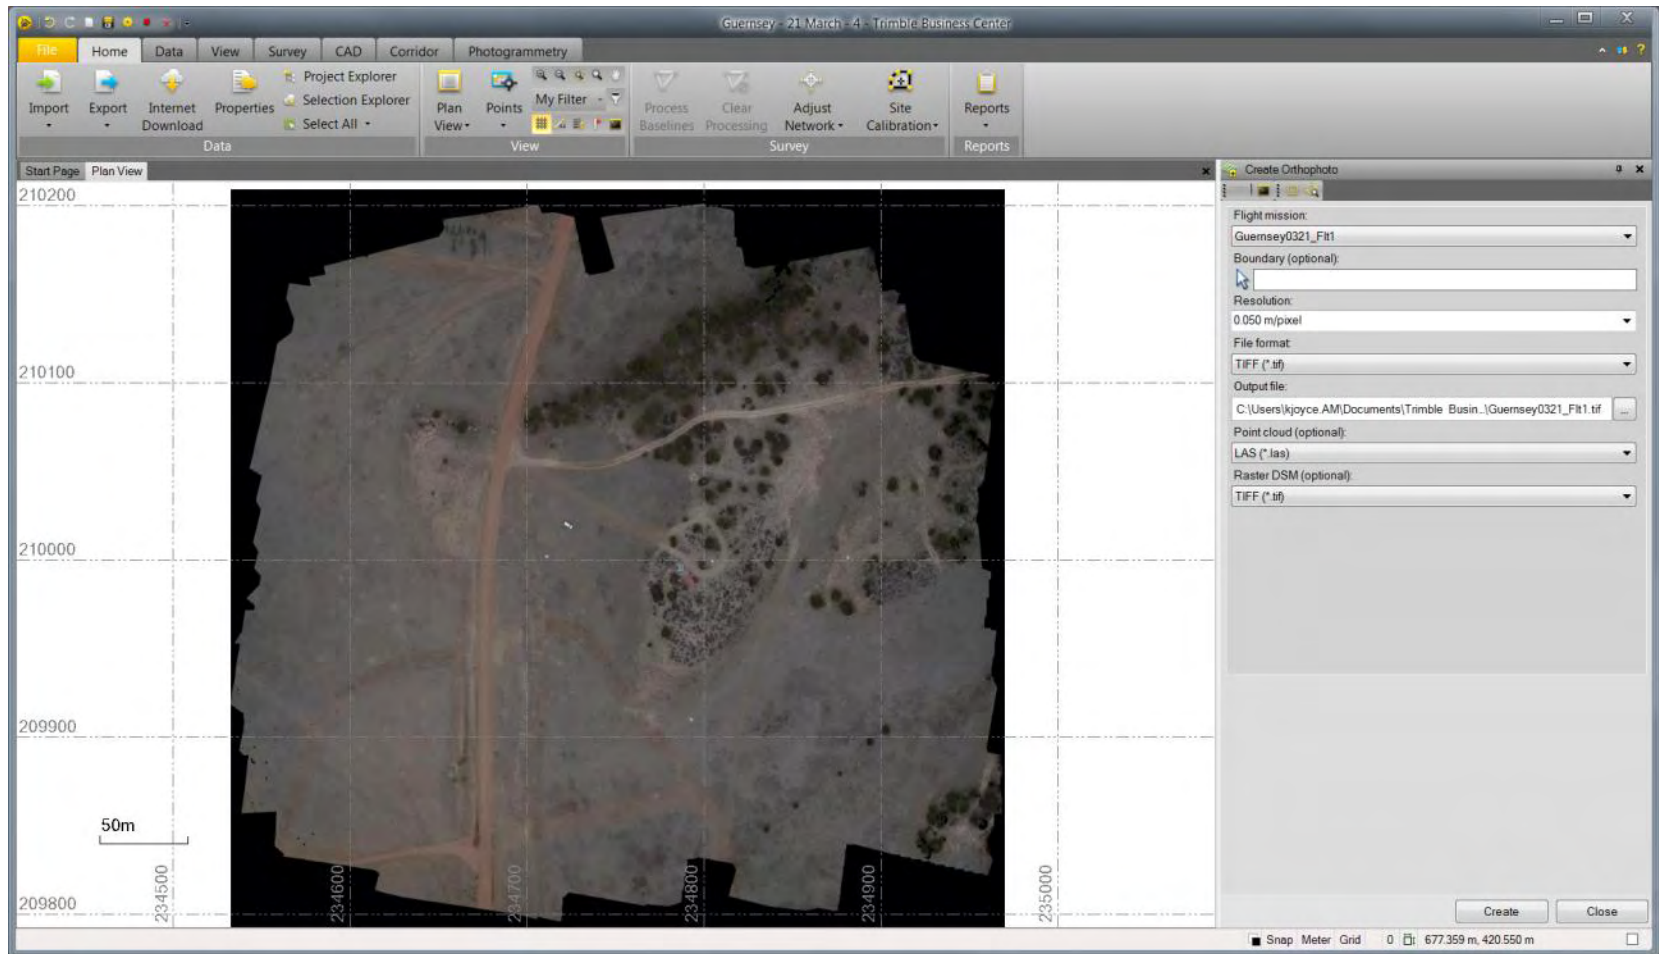 Guernsey - 21 March - 4 - Trimble Business Center
File Home Data View Survey CAD Corridor Photogrammetry
Project Explorer
Selection Explorer
Select All
Import Export Internet Download Properties
Data
Plan View Points My Filter
View
Process Baselines Clear Processing Adjust Network Site Calibration
Survey
Reports
Reports
Start Page Plan View
210200
210100
210000
209900
209800
50m
234500
234600
234700
234800
234900
235000
Create Orthophoto
Flight mission:
Guernsey0321_Flt1
Boundary (optional):
Resolution:
0.050 m/pixel
File format:
TIFF (*.tif)
Output file:
C:\Users\kjoyce.AM\Documents\Trimble Busin..\Guernsey0321_Flt1.tif
...
Point cloud (optional):
LAS (*.las)
Raster DSM (optional):
TIFF (*.tif)
Create Close
Snap Meter Grid 0 677.359 m, 420.550 m